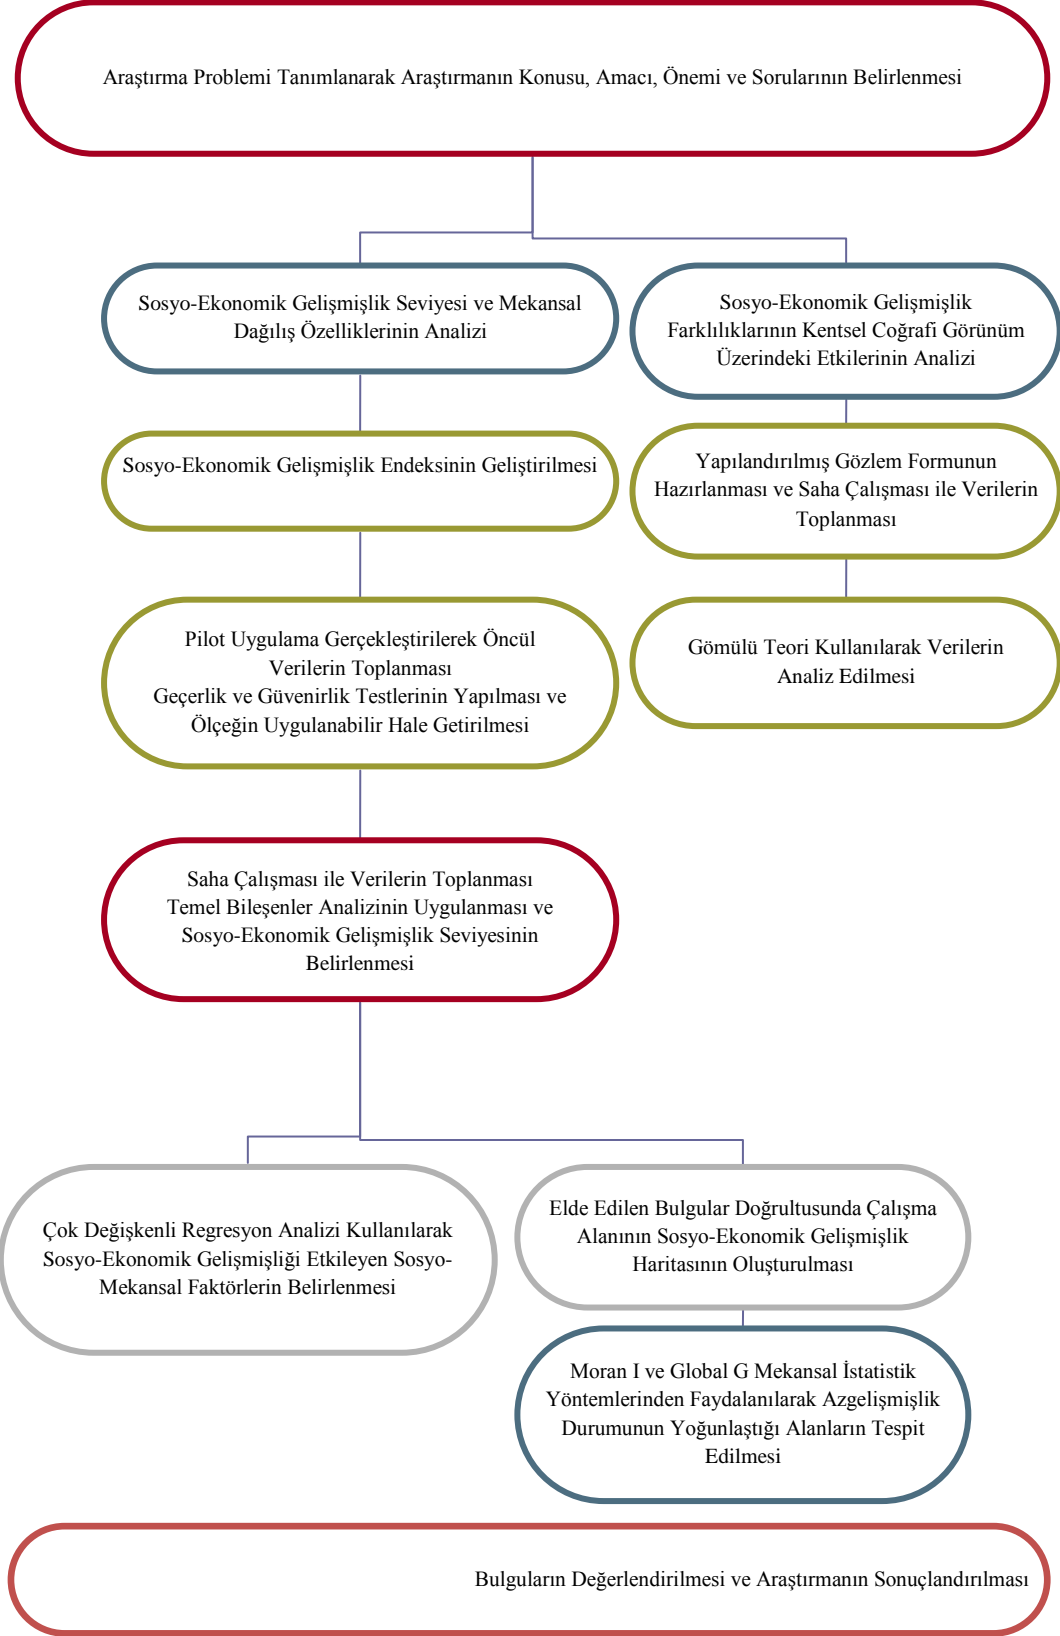 Araştırma Problemi Tanımlanarak Araştırmanın Konusu, Amacı, Önemi ve Sorularının Belirlenmesi
Sosyo-Ekonomik Gelişmişlik Seviyesi ve Mekansal
Dağılış Özelliklerinin Analizi
Sosyo-Ekonomik Gelişmişlik
Farklılıklarının Kentsel Coğrafi Görünüm
Üzerindeki Etkilerinin Analizi
Sosyo-Ekonomik Gelişmişlik Endeksinin Geliştirilmesi
Yapılandırılmış Gözlem Formunun
Hazırlanması ve Saha Çalışması ile Verilerin
Toplanması
Pilot Uygulama Gerçekleştirilerek Öncül
Verilerin Toplanması
Geçerlik ve Güvenirlik Testlerinin Yapılması ve
Ölçeğin Uygulanabilir Hale Getirilmesi
Gömülü Teori Kullanılarak Verilerin
Analiz Edilmesi
Saha Çalışması ile Verilerin Toplanması
Temel Bileşenler Analizinin Uygulanması ve
Sosyo-Ekonomik Gelişmişlik Seviyesinin
Belirlenmesi
Çok Değişkenli Regresyon Analizi Kullanılarak
Sosyo-Ekonomik Gelişmişliği Etkileyen Sosyo-
Mekansal Faktörlerin Belirlenmesi
Elde Edilen Bulgular Doğrultusunda Çalışma
Alanının Sosyo-Ekonomik Gelişmişlik
Haritasının Oluşturulması
Moran I ve Global G Mekansal İstatistik
Yöntemlerinden Faydalanılarak Azgelişmişlik
Durumunun Yoğunlaştığı Alanların Tespit
Edilmesi
Bulguların Değerlendirilmesi ve Araştırmanın Sonuçlandırılması